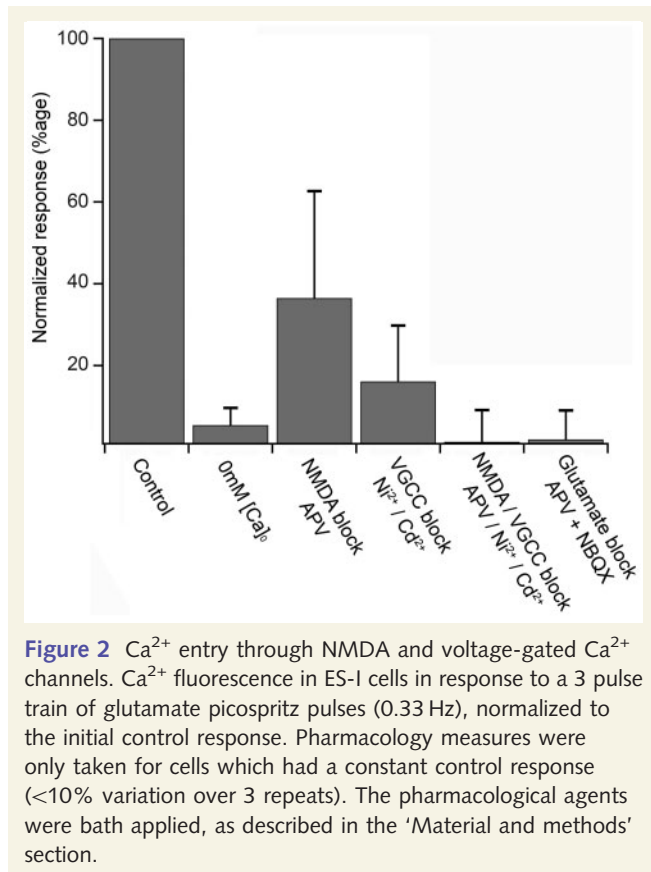 Normalized response (%age)
100
80
60
40
20
Control
0mM [Ca]₀
NMDA block
APV
VGCC block
Ni²⁺ / Cd²⁺
NMDA / VGCC block
APV / Ni²⁺ / Cd²⁺
Glutamate block
APV + NBQX
Figure 2 Ca²⁺ entry through NMDA and voltage-gated Ca²⁺
channels. Ca²⁺ fluorescence in ES-I cells in response to a 3 pulse
train of glutamate picospritz pulses (0.33 Hz), normalized to
the initial control response. Pharmacology measures were
only taken for cells which had a constant control response
(<10% variation over 3 repeats). The pharmacological agents
were bath applied, as described in the ‘Material and methods’
section.